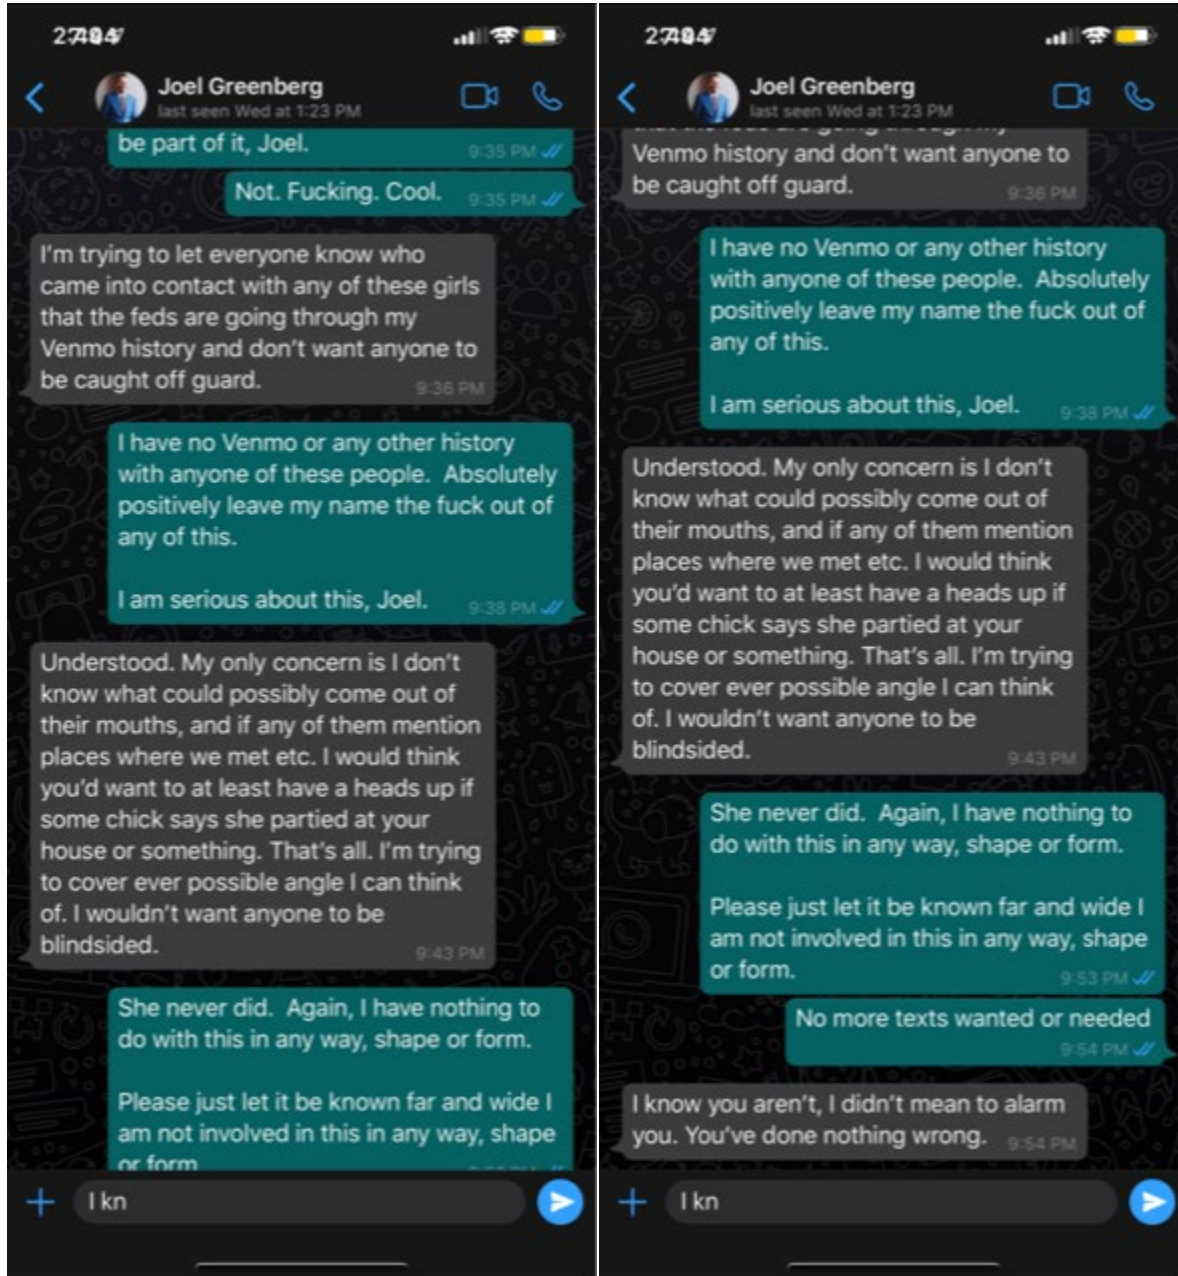 Joel Greenberg
last seen Wed at 1:23 PM
be part of it, Joel.
9:35 PM
Not. Fucking. Cool.
9:35 PM
I'm trying to let everyone know who
came into contact with any of these girls
that the feds are going through my
Venmo history and don't want anyone to
be caught off guard.
9:36 PM
I have no Venmo or any other history
with anyone of these people.  Absolutely
positively leave my name the fuck out of
any of this.
I am serious about this, Joel.
9:38 PM
Understood. My only concern is I don't
know what could possibly come out of
their mouths, and if any of them mention
places where we met etc. I would think
you'd want to at least have a heads up if
some chick says she partied at your
house or something. That's all. I'm trying
to cover ever possible angle I can think
of. I wouldn't want anyone to be
blindsided.
9:43 PM
She never did.  Again, I have nothing to
do with this in any way, shape or form.
Please just let it be known far and wide I
am not involved in this in any way, shape
or form
I kn
Joel Greenberg
last seen Wed at 1:23 PM
Venmo history and don't want anyone to
be caught off guard.
9:36 PM
I have no Venmo or any other history
with anyone of these people.  Absolutely
positively leave my name the fuck out of
any of this.
I am serious about this, Joel.
9:38 PM
Understood. My only concern is I don't
know what could possibly come out of
their mouths, and if any of them mention
places where we met etc. I would think
you'd want to at least have a heads up if
some chick says she partied at your
house or something. That's all. I'm trying
to cover ever possible angle I can think
of. I wouldn't want anyone to be
blindsided.
9:43 PM
She never did.  Again, I have nothing to
do with this in any way, shape or form.
Please just let it be known far and wide I
am not involved in this in any way, shape
or form.
9:53 PM
No more texts wanted or needed
9:54 PM
I know you aren't, I didn't mean to alarm
you. You've done nothing wrong.
9:54 PM
I kn